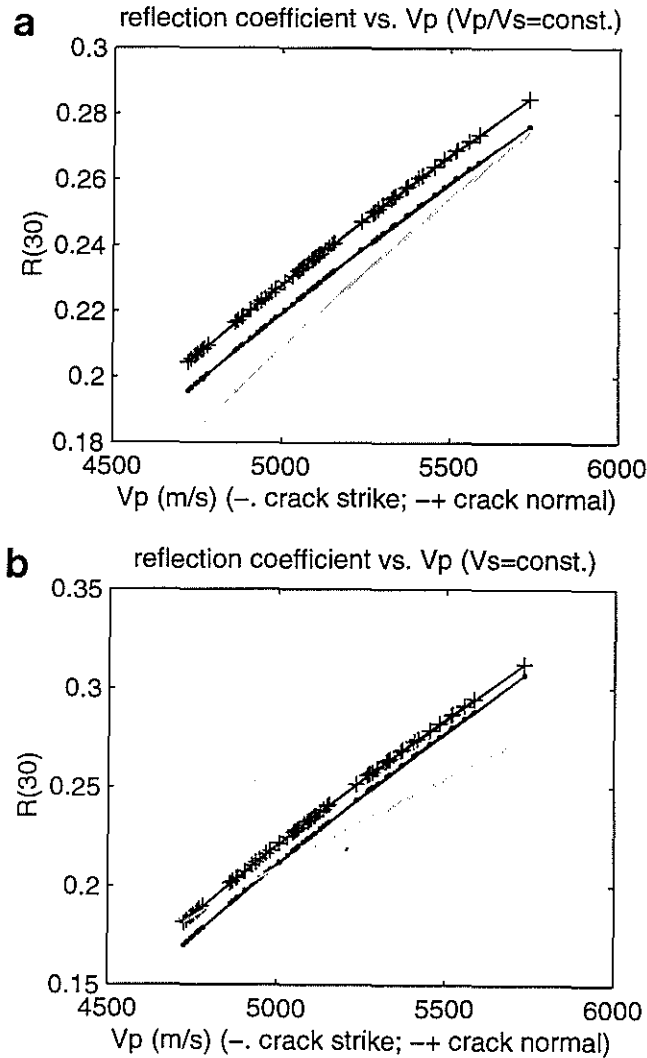 a
reflection coefficient vs. Vp (Vp/Vs=const.)
0.3
0.28
0.26
0.24
0.22
0.2
0.18
R(30)
4500 5000 5500 6000
Vp (m/s) (−. crack strike; −+ crack normal)
b
reflection coefficient vs. Vp (Vs=const.)
0.35
0.3
0.25
0.2
0.15
R(30)
4500 5000 5500 6000
Vp (m/s) (−. crack strike; −+ crack normal)